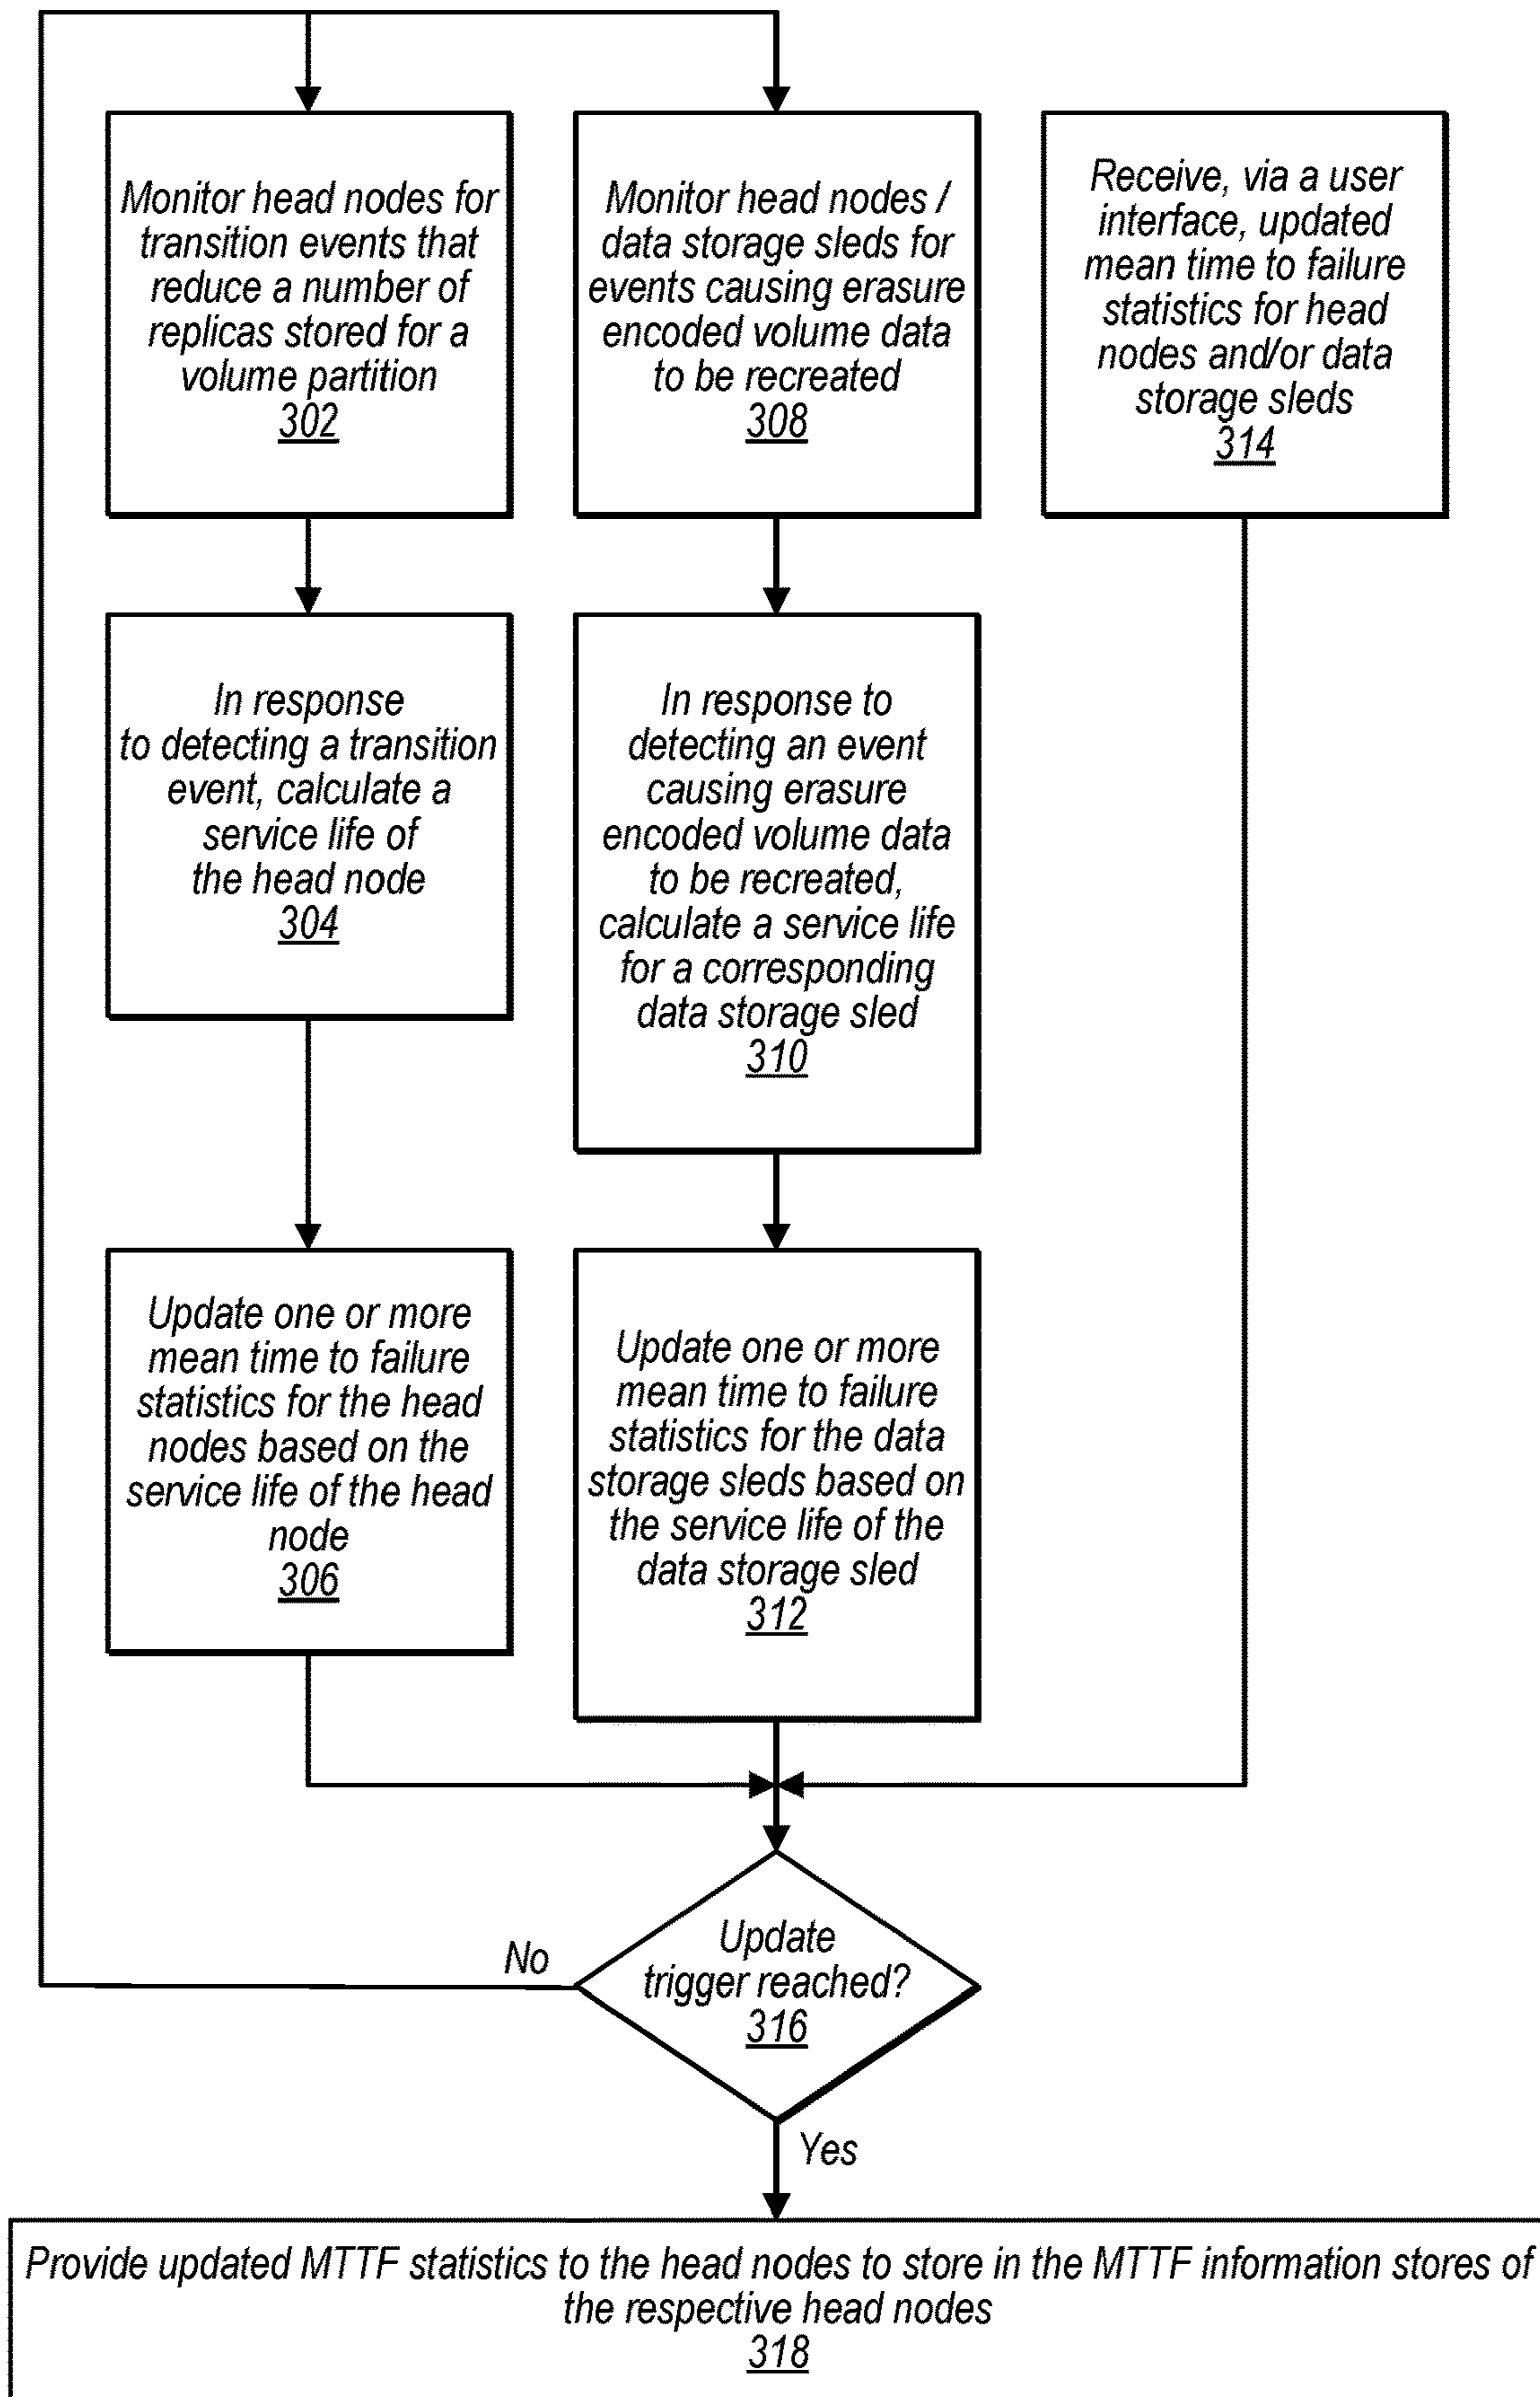 Monitor head nodes for
transition events that
reduce a number of
replicas stored for a
volume partition
302
Monitor head nodes /
data storage sleds for
events causing erasure
encoded volume data
to be recreated
308
Receive, via a user
interface, updated
mean time to failure
statistics for head
nodes and/or data
storage sleds
314
In response
to detecting a transition
event, calculate a
service life of
the head node
304
In response to
detecting an event
causing erasure
encoded volume data
to be recreated,
calculate a service life
for a corresponding
data storage sled
310
Update one or more
mean time to failure
statistics for the head
nodes based on the
service life of the head
node
306
Update one or more
mean time to failure
statistics for the data
storage sleds based on
the service life of the
data storage sled
312
No
Update
trigger reached?
316
Yes
Provide updated MTTF statistics to the head nodes to store in the MTTF information stores of
the respective head nodes
318